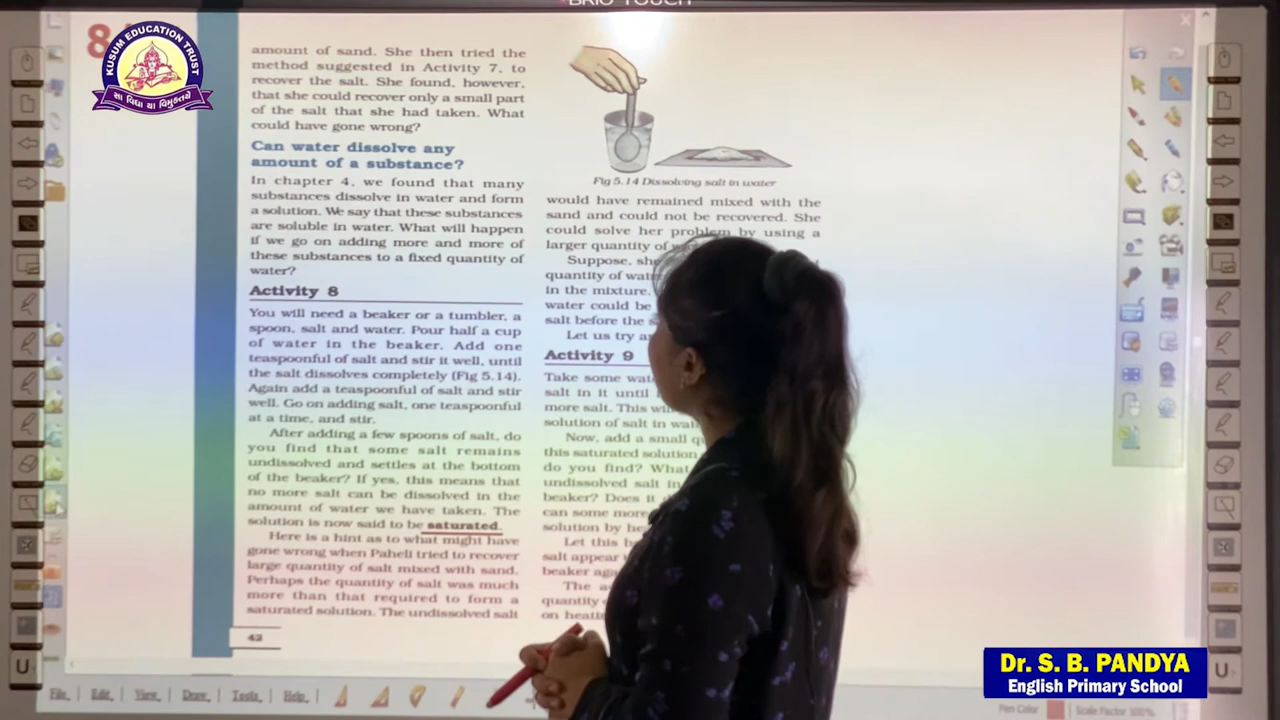 BRIO TOUCH
KUSUM EDUCATION TRUST
सा विद्या या विमुक्तये
amount of sand. She then tried the
method suggested in Activity 7, to
recover the salt. She found, however,
that she could recover only a small part
of the salt that she had taken. What
could have gone wrong?
Can water dissolve any
amount of a substance?
In chapter 4, we found that many
substances dissolve in water and form
a solution. We say that these substances
are soluble in water. What will happen
if we go on adding more and more of
these substances to a fixed quantity of
water?
Activity 8
You will need a beaker or a tumbler, a
spoon, salt and water. Pour half a cup
of water in the beaker. Add one
teaspoonful of salt and stir it well, until
the salt dissolves completely (Fig 5.14).
Again add a teaspoonful of salt and stir
well. Go on adding salt, one teaspoonful
at a time, and stir.
After adding a few spoons of salt, do
you find that some salt remains
undissolved and settles at the bottom
of the beaker? If yes, this means that
no more salt can be dissolved in the
amount of water we have taken. The
solution is now said to be saturated.
Here is a hint as to what might have
gone wrong when Paheli tried to recover
large quantity of salt mixed with sand.
Perhaps the quantity of salt was much
more than that required to form a
saturated solution. The undissolved salt
42
Fig 5.14 Dissolving salt in water
would have remained mixed with the
sand and could not be recovered. She
could solve her problem by using a
larger quantity of
Suppose, she
quantity of
in the mixture.
water could be
salt before the
Let us try
Activity 9
Take some
salt in it until
more salt. This
solution of salt in
Now, add a small
this saturated solution
do you find? What
undissolved salt in
beaker? Does it
can some more
solution by
Let this
salt appear
beaker
The
quantity
on
File Edit View Draw Tools Help
Pen Color
Scale Factor 100%
Dr. S. B. PANDYA
English Primary School